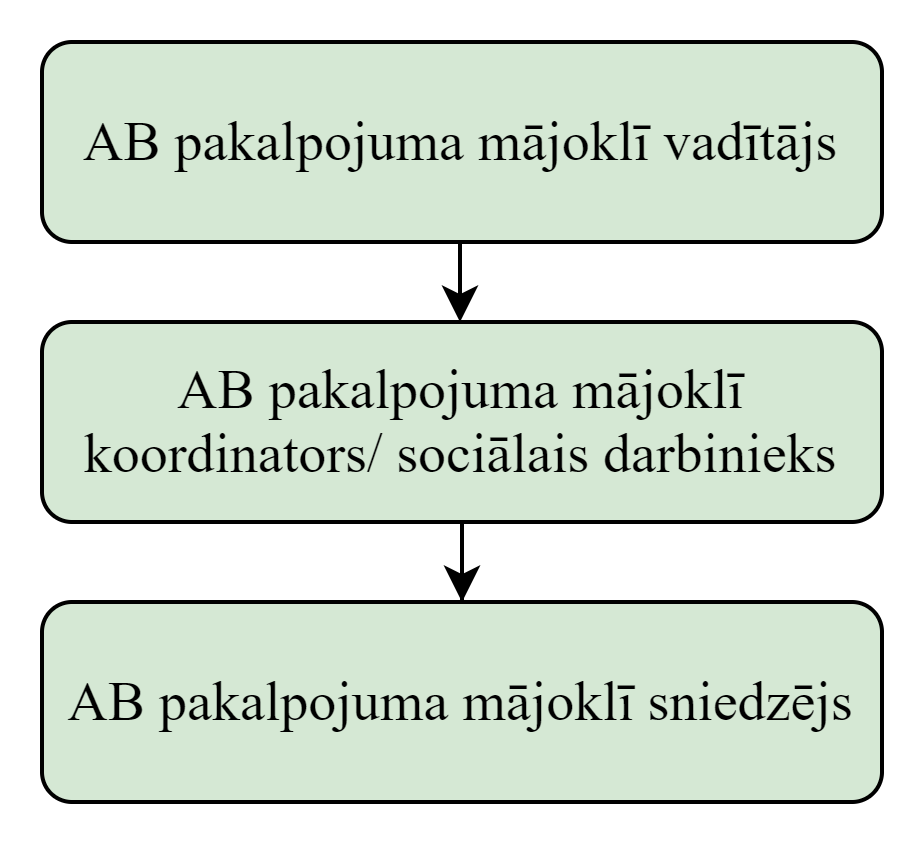 AB pakalpojuma mājoklī vadītājs
AB pakalpojuma mājoklī
koordinators/ sociālais darbinieks
AB pakalpojuma mājoklī sniedzējs